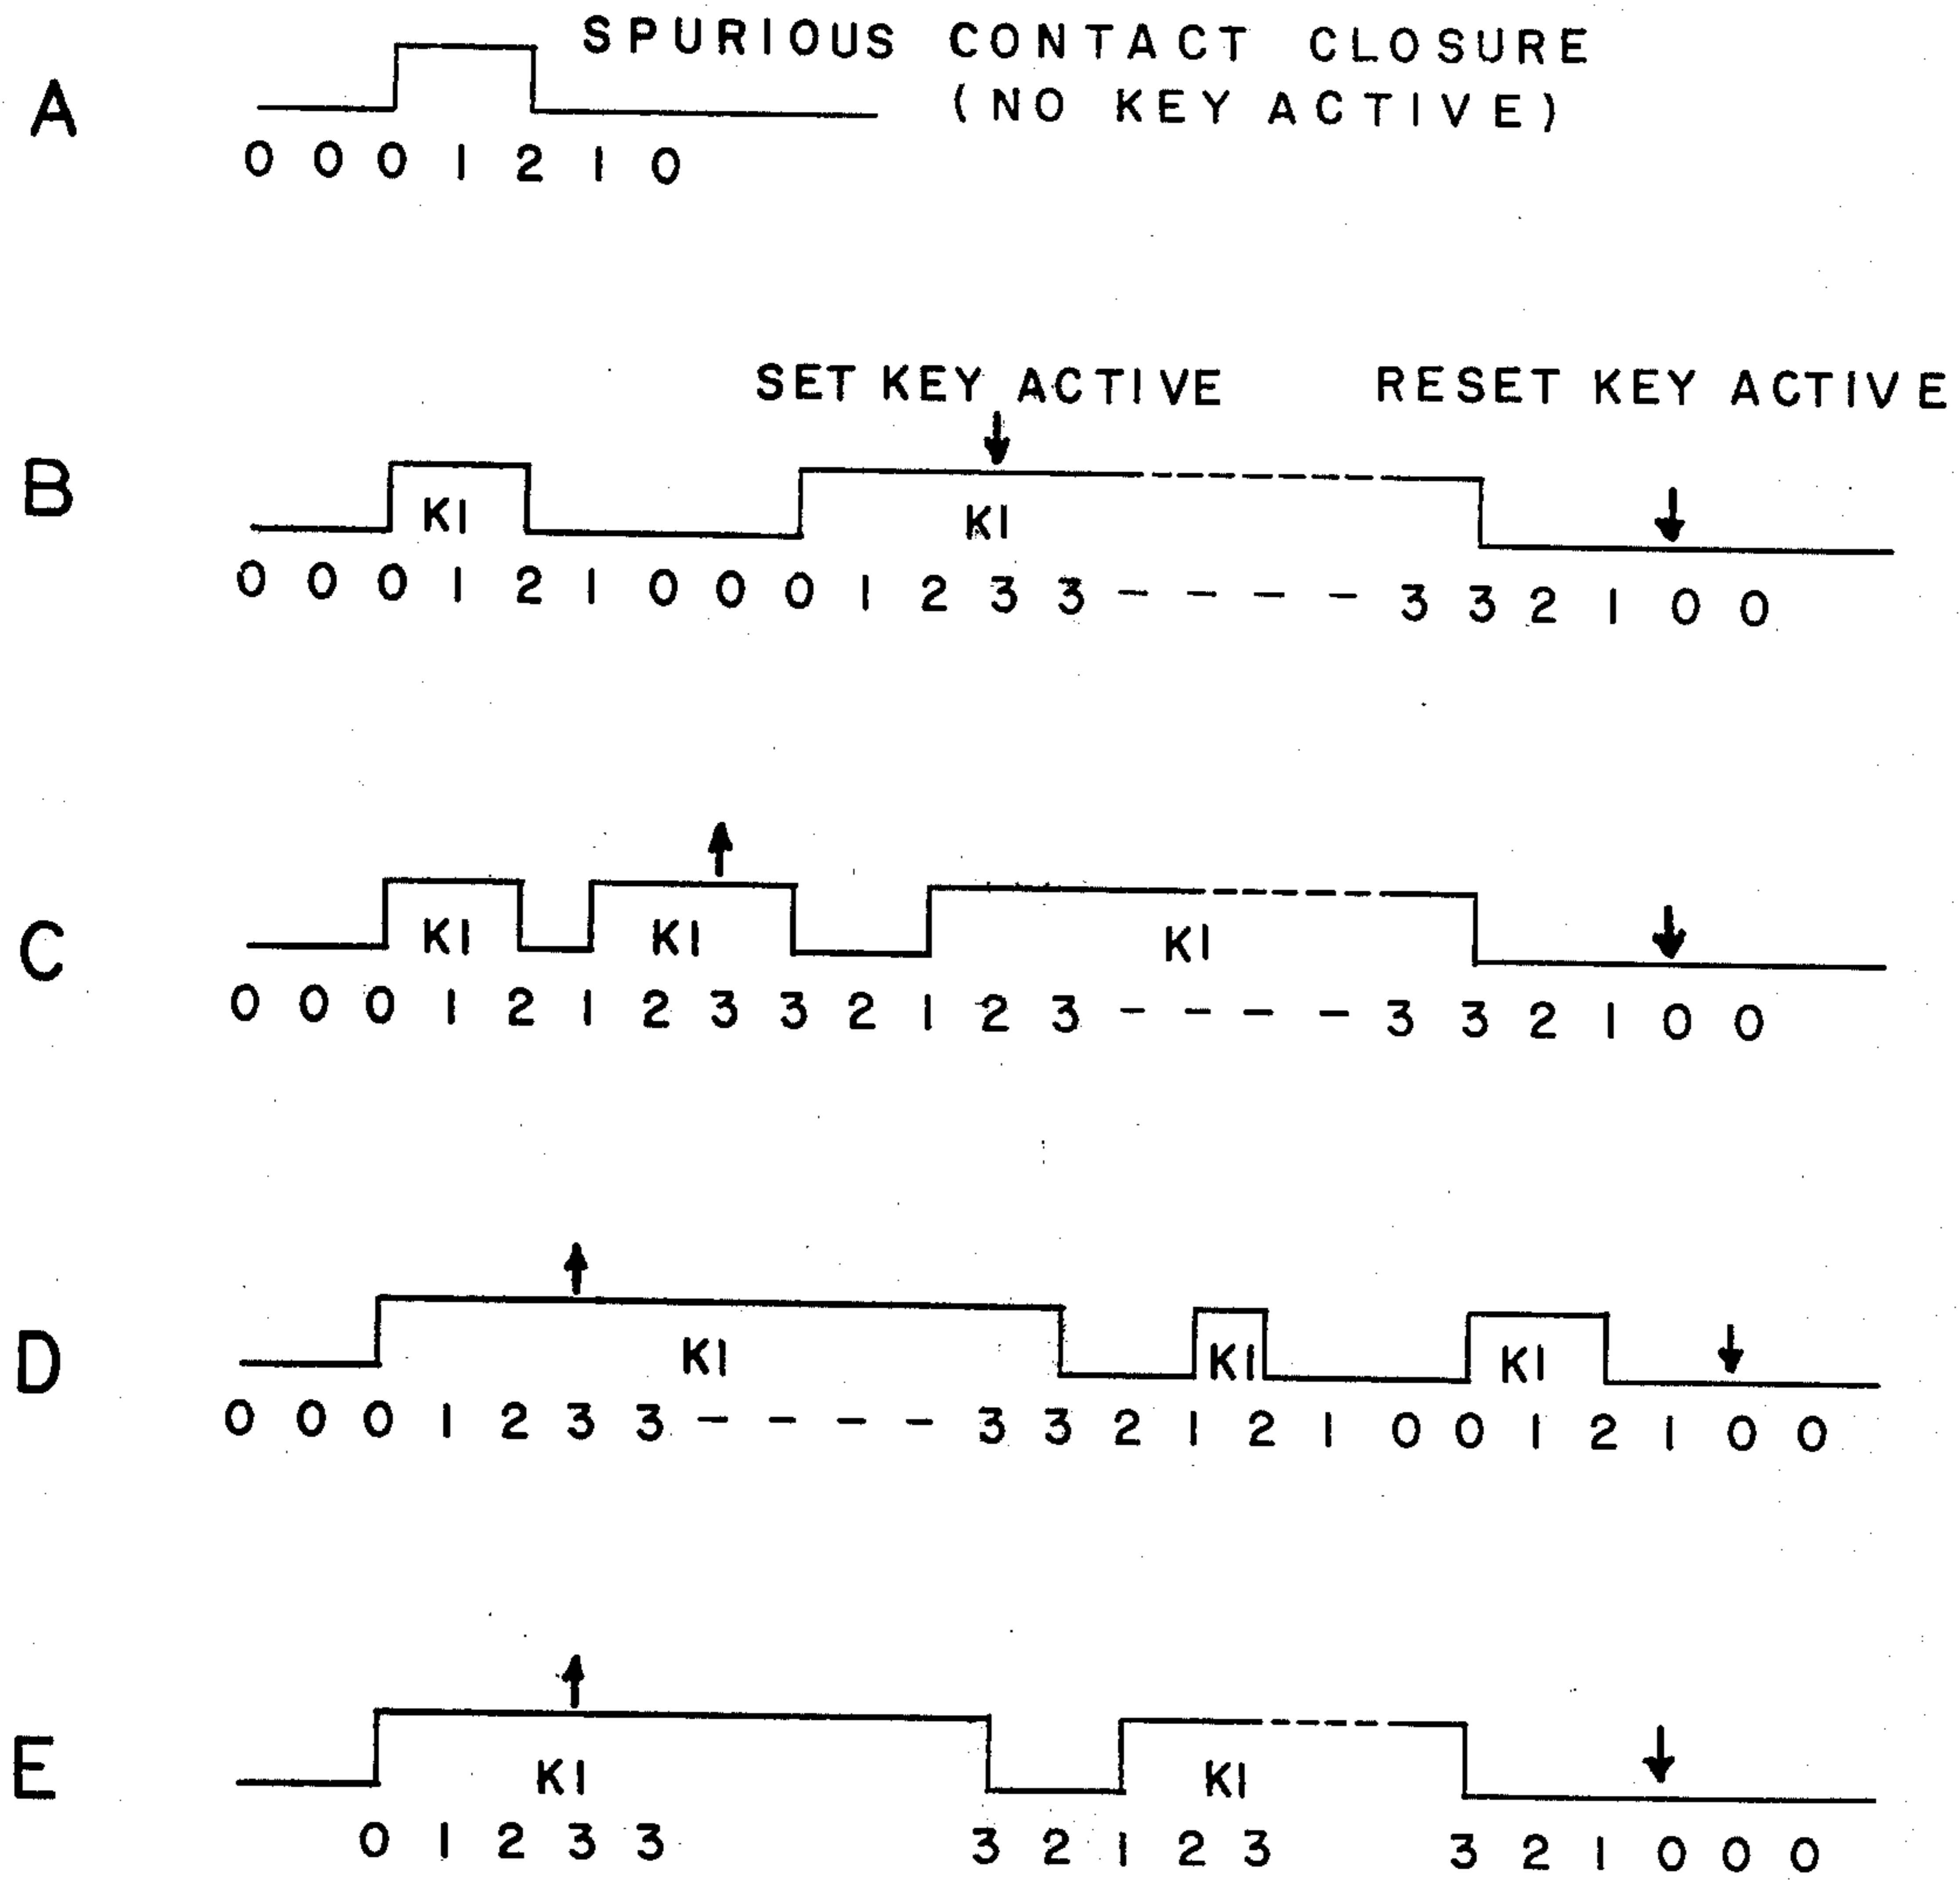 SPURIOUS CONTACT CLOSURE
(NO KEY ACTIVE)
A
0 0 0 1 2 1 0
SET KEY ACTIVE RESET KEY ACTIVE
B
K1 K1
0 0 0 1 2 1 0 0 0 1 2 3 3 - - - - 3 3 2 1 0 0
C
K1 K1 K1
0 0 0 1 2 1 2 3 3 2 1 2 3 - - - - 3 3 2 1 0 0
D
K1 K1 K1
0 0 0 1 2 3 3 - - - - 3 3 2 1 2 1 0 0 1 2 1 0 0
E
K1 K1
0 1 2 3 3 3 2 1 2 3 3 2 1 0 0 0